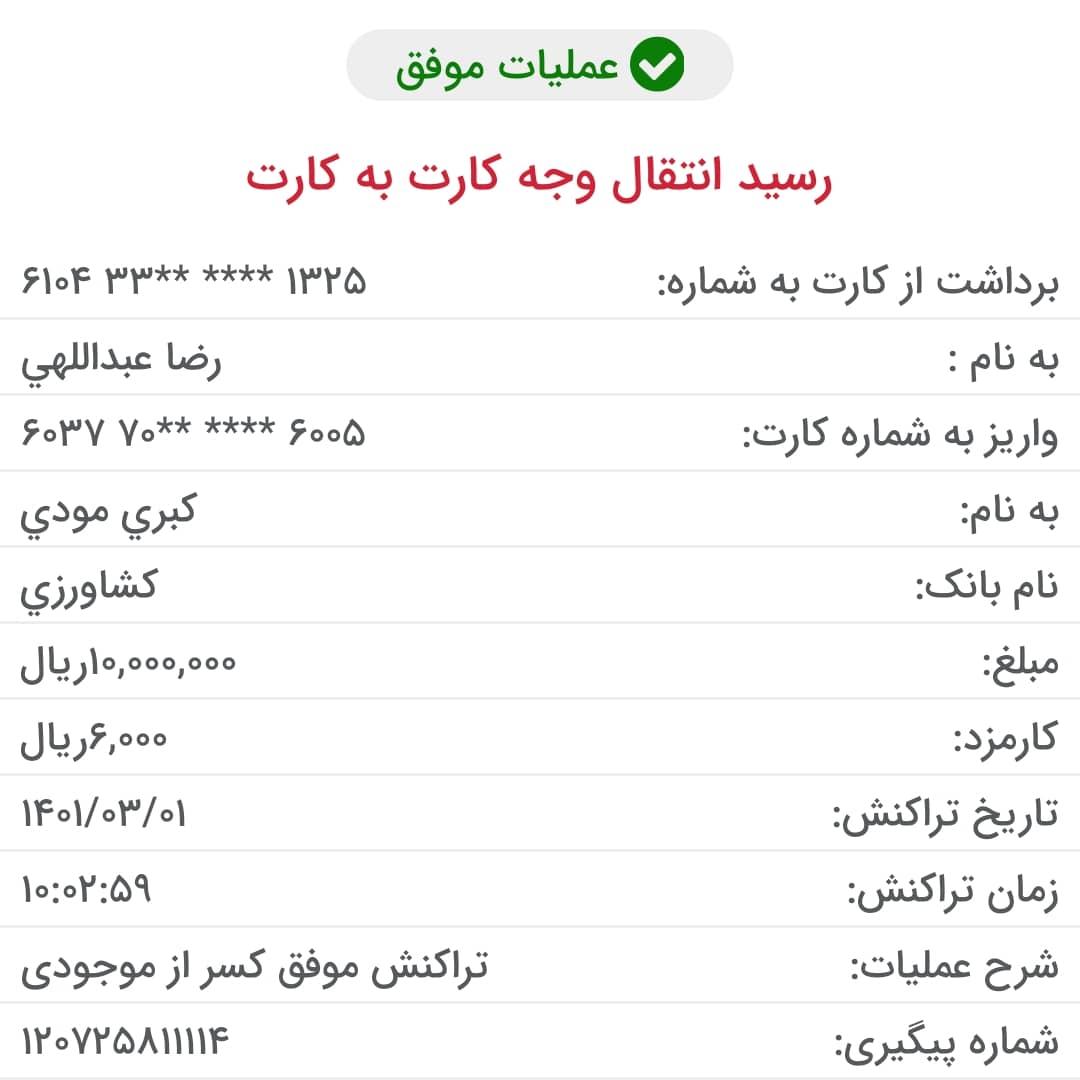 عملیات موفق
رسید انتقال وجه کارت به کارت
برداشت از کارت به شماره: ۶۱۰۴ ۳۳** **** ۱۳۲۵
به نام : رضا عبداللهي
واریز به شماره کارت: ۶۰۳۷ ۷۰** **** ۶۰۰۵
به نام: کبري مودي
نام بانک: کشاورزي
مبلغ: ۱۰,۰۰۰,۰۰۰ریال
کارمزد: ۶,۰۰۰ریال
تاریخ تراکنش: ۱۴۰۱/۰۳/۰۱
زمان تراکنش: ۱۰:۰۲:۵۹
شرح عملیات: تراکنش موفق کسر از موجودی
شماره پیگیری: ۱۲۰۷۲۵۸۱۱۱۱۴